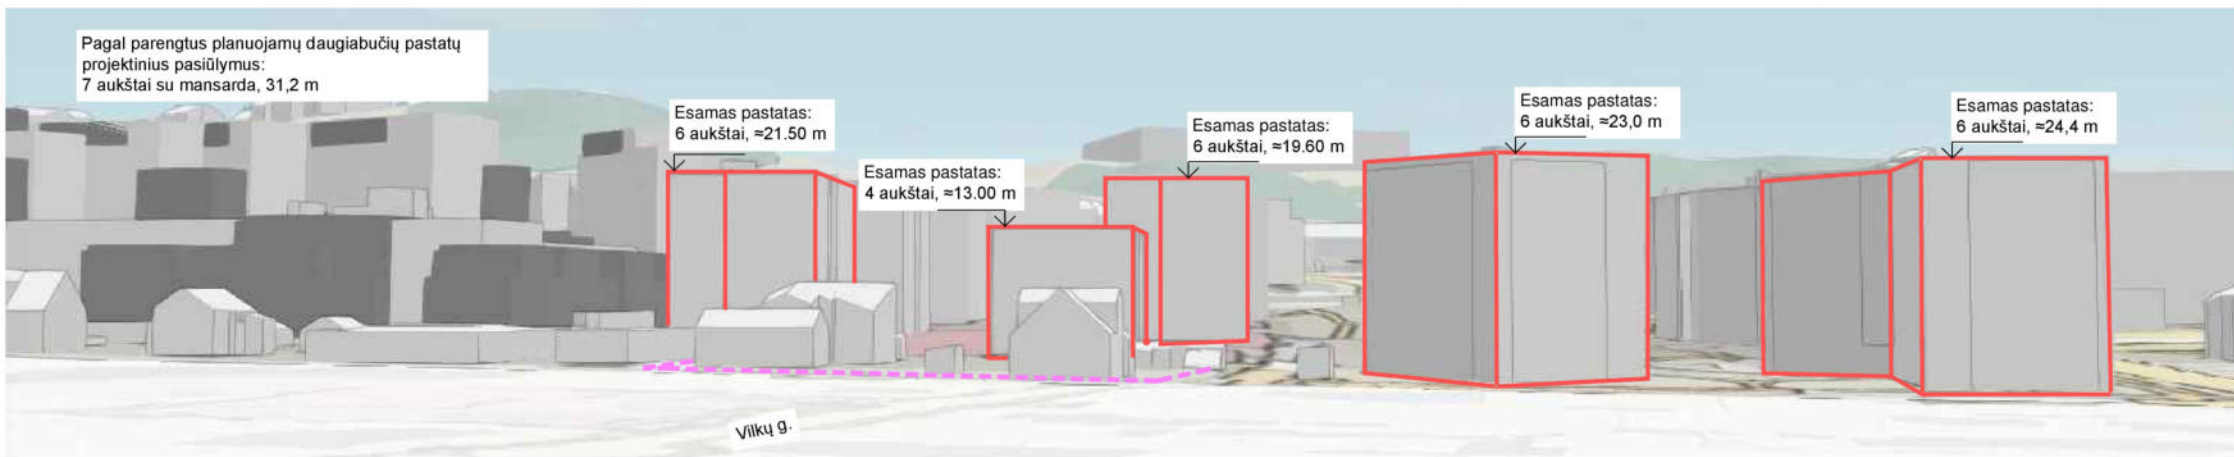 Pagal parengtus planuojamų daugiabučių pastatų
projektinius pasiūlymus:
7 aukštai su mansarda, 31,2 m
Esamas pastatas:
6 aukštai, ≈21.50 m
Esamas pastatas:
4 aukštai, ≈13.00 m
Esamas pastatas:
6 aukštai, ≈19.60 m
Esamas pastatas:
6 aukštai, ≈23,0 m
Esamas pastatas:
6 aukštai, ≈24,4 m
Vilkų g.